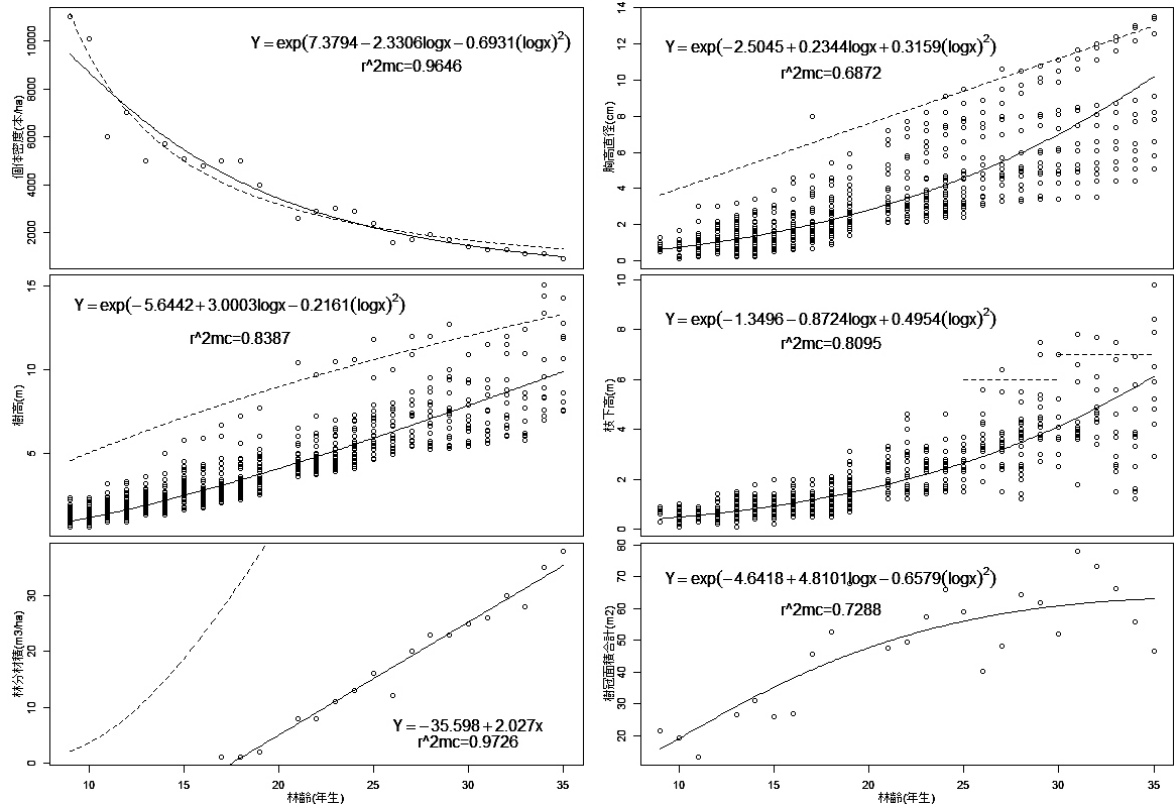 個体密度(本/ha)
10000
8000
6000
4000
2000
Y=exp(7.3794−2.3306logx−0.6931(logx)²)
r^2mc=0.9646
胸高直径(cm)
14
12
10
8
6
4
2
0
Y=exp(−2.5045+0.2344logx+0.3159(logx)²)
r^2mc=0.6872
樹高(m)
15
10
5
Y=exp(−5.6442+3.0003logx−0.2161(logx)²)
r^2mc=0.8387
枝下高(m)
10
8
6
4
2
0
Y=exp(−1.3496−0.8724logx+0.4954(logx)²)
r^2mc=0.8095
林分材積(m3/ha)
30
20
10
0
Y=−35.598+2.027x
r^2mc=0.9726
10 15 20 25 30 35
林齢(年生)
樹冠面積合計(m2)
80
70
60
50
40
30
20
Y=exp(−4.6418+4.8101logx−0.6579(logx)²)
r^2mc=0.7288
10 15 20 25 30 35
林齢(年生)